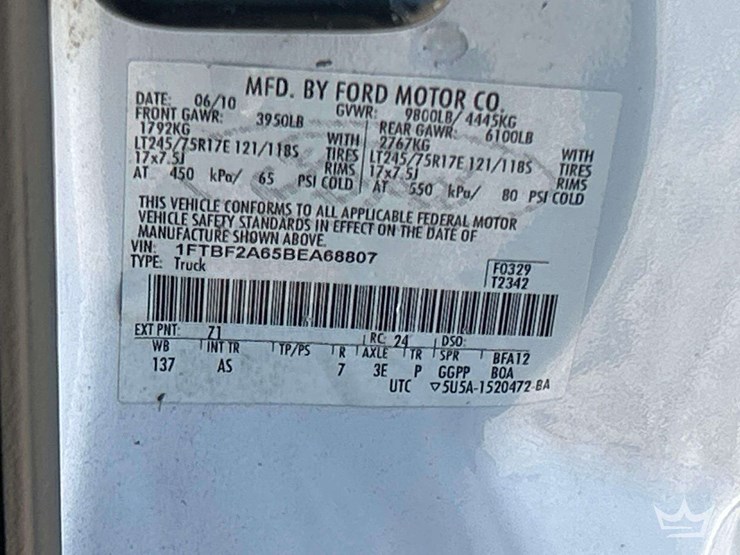 MFD. BY FORD MOTOR CO.
DATE: 06/10 GVWR: 9800LB/ 4445KG
FRONT GAWR: 3950LB REAR GAWR: 6100LB
1792KG WITH 2767KG WITH
LT245/75R17E 121/118S TIRES LT245/75R17E 121/118S TIRES
17x7.5J RIMS 17x7.5J RIMS
AT 450 kPa/ 65 PSI COLD AT 550 kPa/ 80 PSI COLD
THIS VEHICLE CONFORMS TO ALL APPLICABLE FEDERAL MOTOR
VEHICLE SAFETY STANDARDS IN EFFECT ON THE DATE OF
MANUFACTURE SHOWN ABOVE.
VIN: 1FTBF2A65BEA68807
TYPE: Truck
F0329
T2342
EXT PNT: Z1 RC: 24 DSO:
WB INT TR TP/PS R AXLE TR SPR BFA12
137 AS 7 3E P GGPP BOA
UTC ▽5U5A-1520472-BA